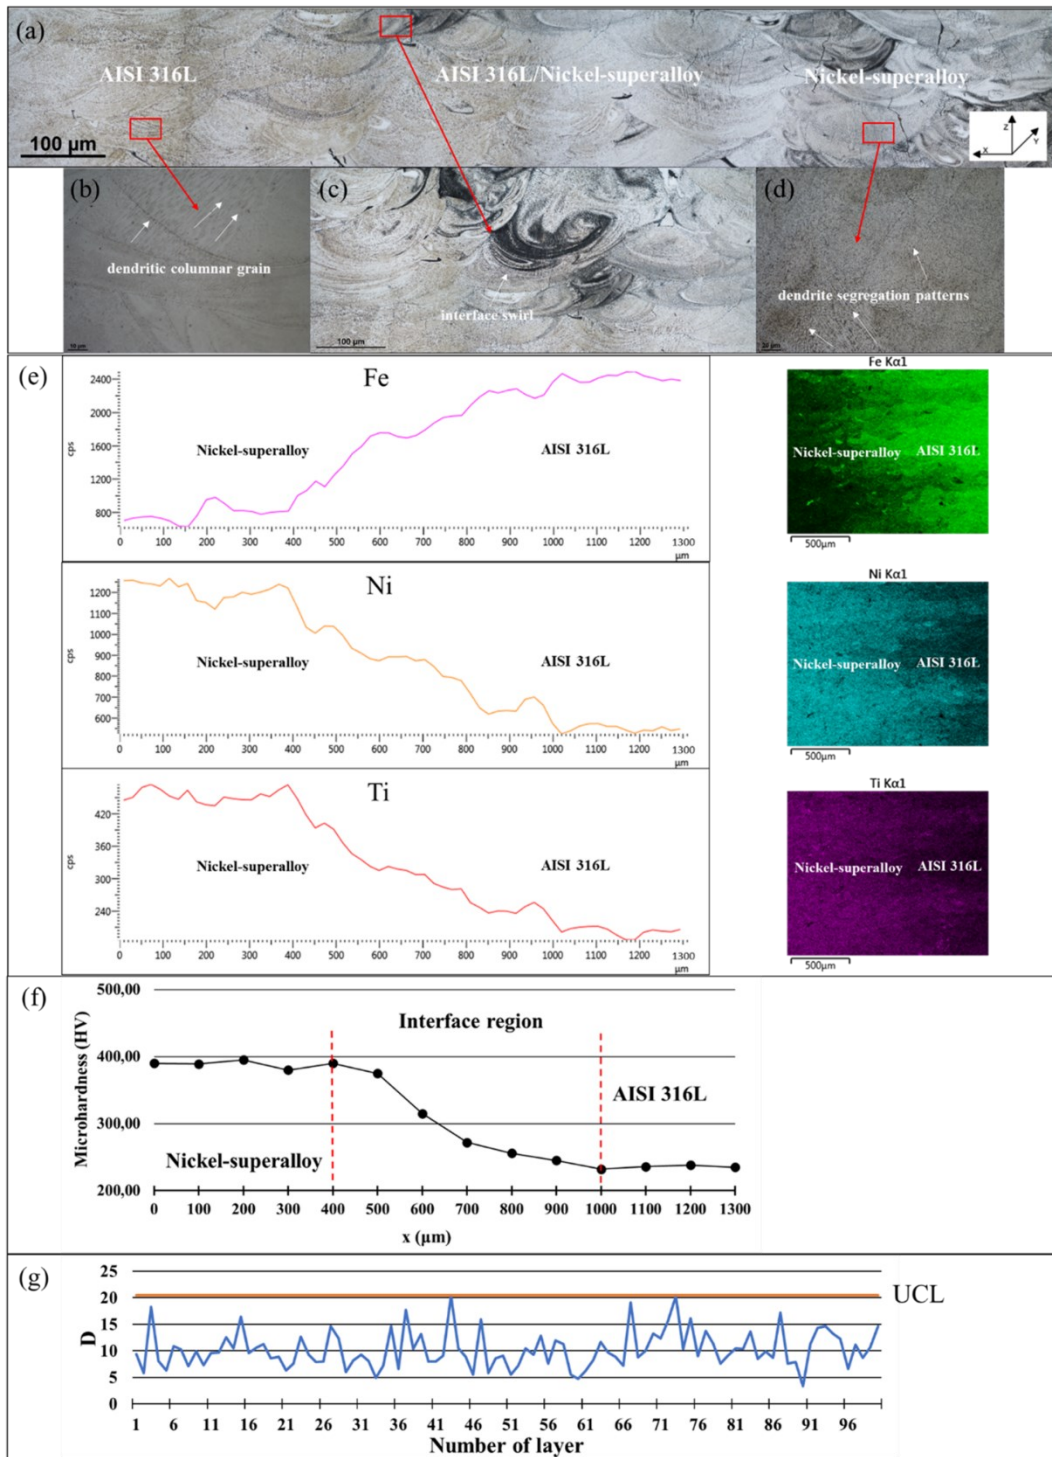 (a)
AISI 316L
AISI 316L/Nickel-superalloy
Nickel-superalloy
100 µm
Z
X
Y
(b)
dendritic columnar grain
(c)
interface swirl
100 µm
(d)
dendrite segregation patterns
(e)
Fe
cps
2400
2000
1600
1200
800
Nickel-superalloy
AISI 316L
0 100 200 300 400 500 600 700 800 900 1000 1100 1200 1300
µm
Fe Kα1
Nickel-superalloy AISI 316L
500µm
Ni
cps
1200
1100
1000
900
800
700
600
Nickel-superalloy
AISI 316L
0 100 200 300 400 500 600 700 800 900 1000 1100 1200 1300
µm
Ni Kα1
Nickel-superalloy AISI 316L
500µm
Ti
cps
420
360
300
240
Nickel-superalloy
AISI 316L
0 100 200 300 400 500 600 700 800 900 1000 1100 1200 1300
µm
Ti Kα1
Nickel-superalloy AISI 316L
500µm
(f)
Microhardness (HV)
500,00
400,00
300,00
200,00
Interface region
AISI 316L
Nickel-superalloy
0 100 200 300 400 500 600 700 800 900 1000 1100 1200 1300
x (µm)
(g)
D
25
20
15
10
5
0
UCL
1 6 11 16 21 26 31 36 41 46 51 56 61 66 71 76 81 86 91 96
Number of layer